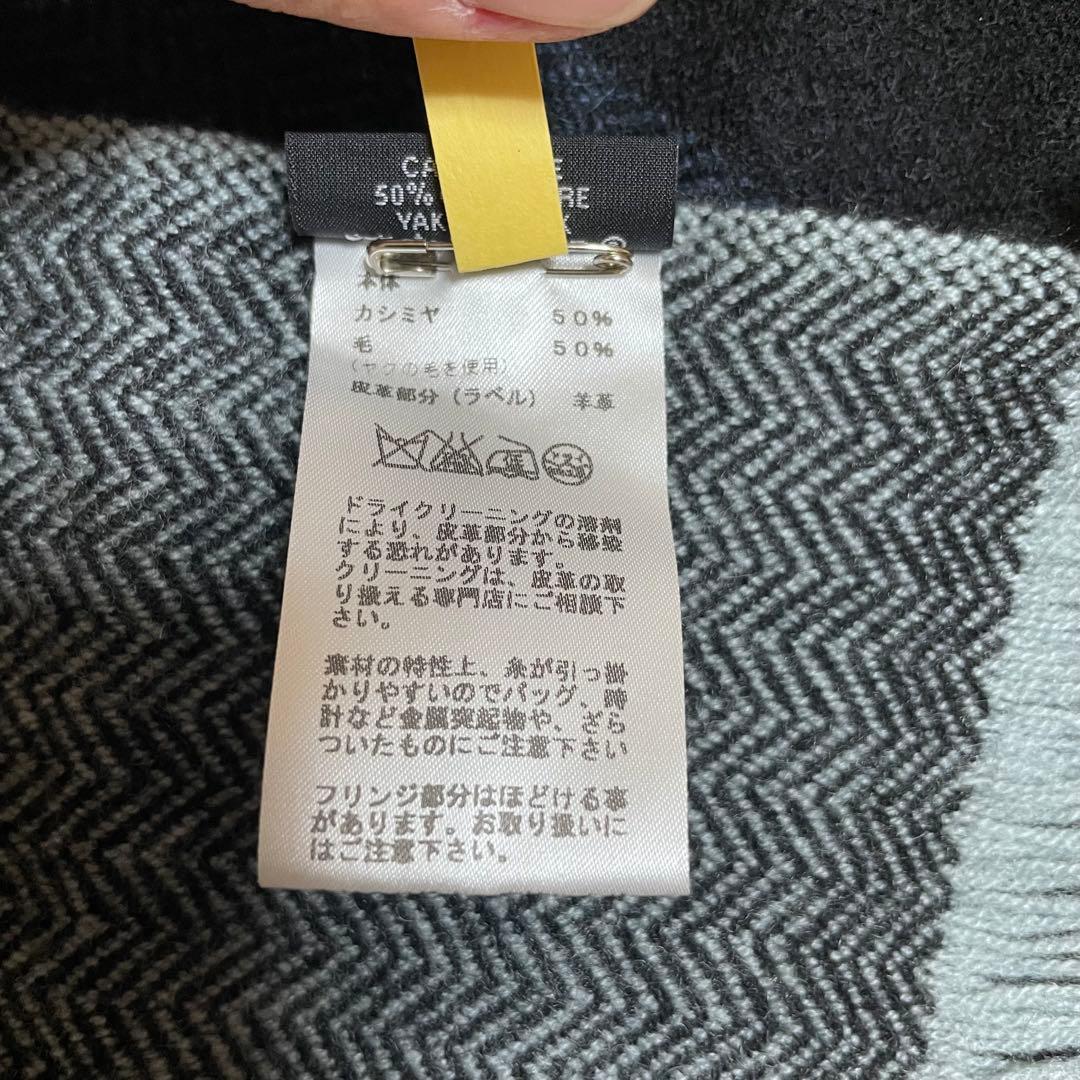 50%
YAK
本体
カシミヤ 50%
毛 50%
(ヤクの毛を使用)
皮革部分(ラベル) 羊革
ドライクリーニングの溶剤
により、皮革部分から移染
する恐れがあります。
クリーニングは、皮革の取
り扱える専門店にご相談下
さい。
素材の特性上、糸が引っ掛
かりやすいのでバッグ、時
計など金属突起物や、ざら
ついたものにご注意下さい
フリンジ部分はほどける事
があります。お取り扱いに
はご注意下さい。